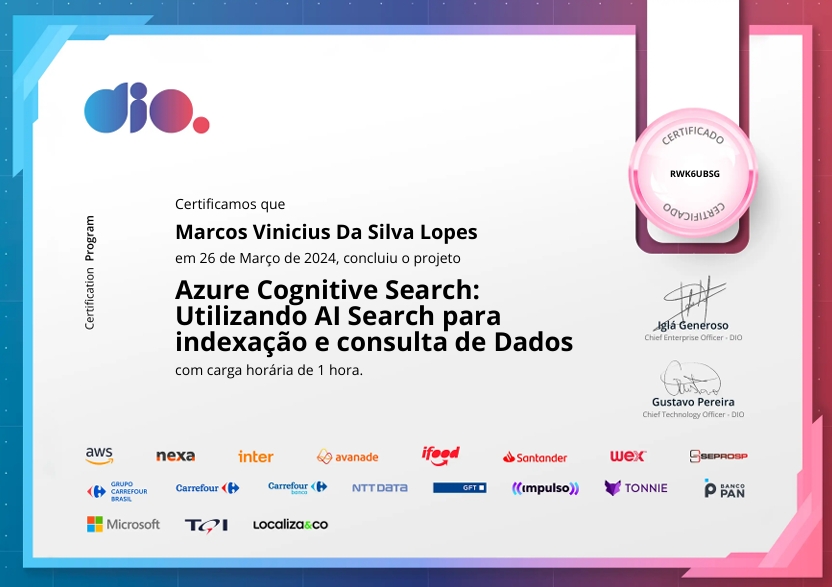 dio.
CERTIFICADO
RWK6UBSG
CERTIFICADO
Certification Program
Certificamos que
Marcos Vinicius Da Silva Lopes
em 26 de Março de 2024, concluiu o projeto
Azure Cognitive Search:
Utilizando AI Search para
indexação e consulta de Dados
com carga horária de 1 hora.
Iglá Generoso
Chief Enterprise Officer - DIO
Gustavo Pereira
Chief Technology Officer - DIO
aws nexa inter avanade ifood Santander wex SEPROSP
GRUPO CARREFOUR BRASIL Carrefour Carrefour banco NTT DATA GFT impulso TONNIE BANCO PAN
Microsoft TQI Localiza&co